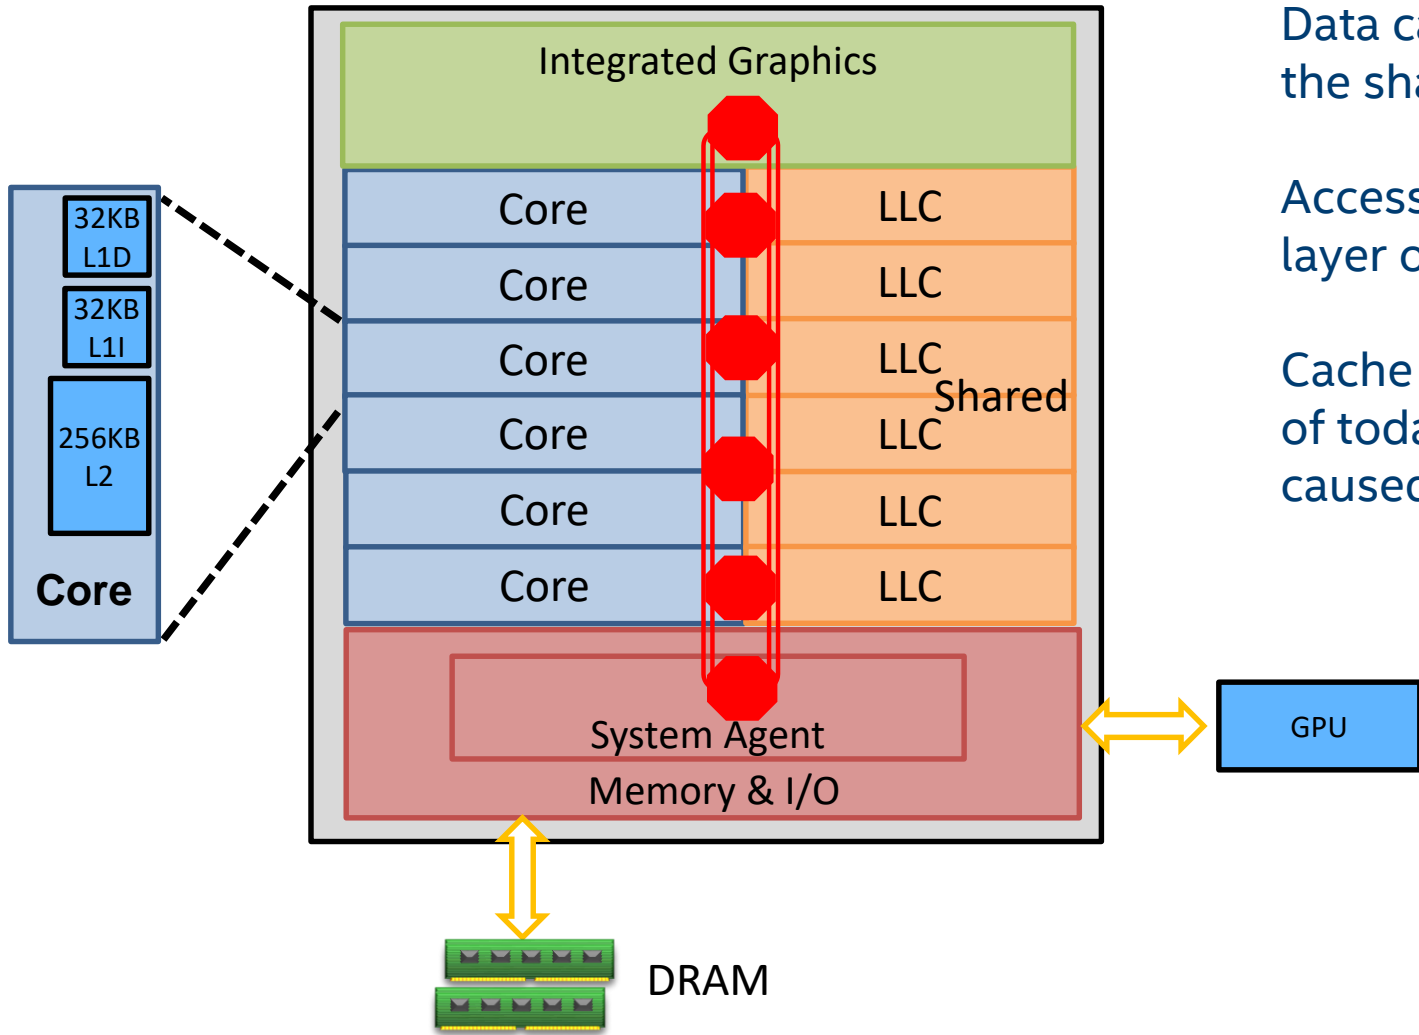 Integrated Graphics
Core
LLC
Core
LLC
Core
LLC
Shared
Core
LLC
Core
LLC
Core
LLC
System Agent
Memory & I/O
32KB
L1D
32KB
L1I
256KB
L2
Core
GPU
DRAM
Data
the
Access
layer
Cache
of